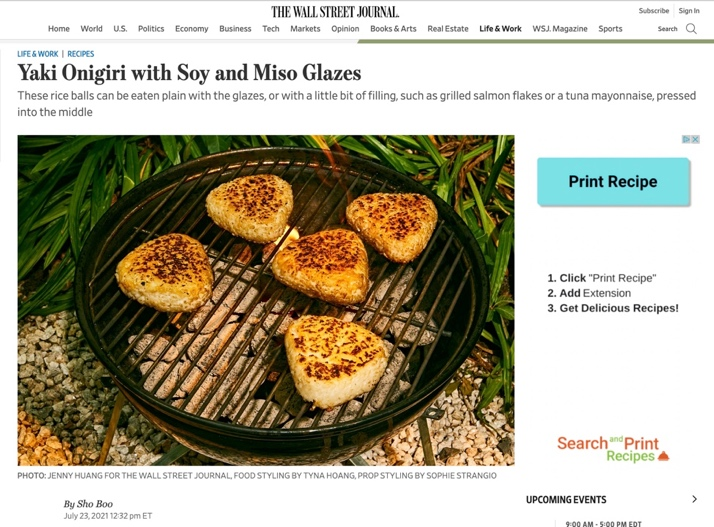 THE WALL STREET JOURNAL.
Subscribe Sign In
Home World U.S. Politics Economy Business Tech Markets Opinion Books & Arts Real Estate Life & Work WSJ. Magazine Sports Search
LIFE & WORK | RECIPES
Yaki Onigiri with Soy and Miso Glazes
These rice balls can be eaten plain with the glazes, or with a little bit of filling, such as grilled salmon flakes or a tuna mayonnaise, pressed
into the middle
PHOTO: JENNY HUANG FOR THE WALL STREET JOURNAL, FOOD STYLING BY TYNA HOANG, PROP STYLING BY SOPHIE STRANGIO
By Sho Boo
July 23, 2021 12:32 pm ET
Print Recipe
1. Click "Print Recipe"
2. Add Extension
3. Get Delicious Recipes!
Search and Print
Recipes
UPCOMING EVENTS
9:00 AM - 5:00 PM EDT